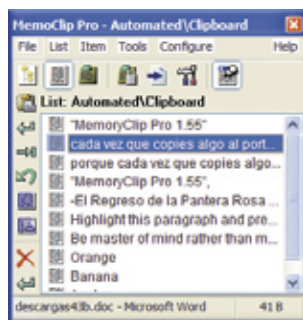 MemoClip Pro - Automated\Clipboard
File List Item Tools Configure Help
List: Automated\Clipboard
"MemoryClip Pro 1.55"
cada vez que copies algo al port...
porque cada vez que copies algo...
"MemoryClip Pro 1.55",
-El Regreso de la Pantera Rosa ...
Highlight this paragraph and pre...
Be master of mind rather than m...
Orange
Banana
descargas43b.doc - Microsoft Word 41 B